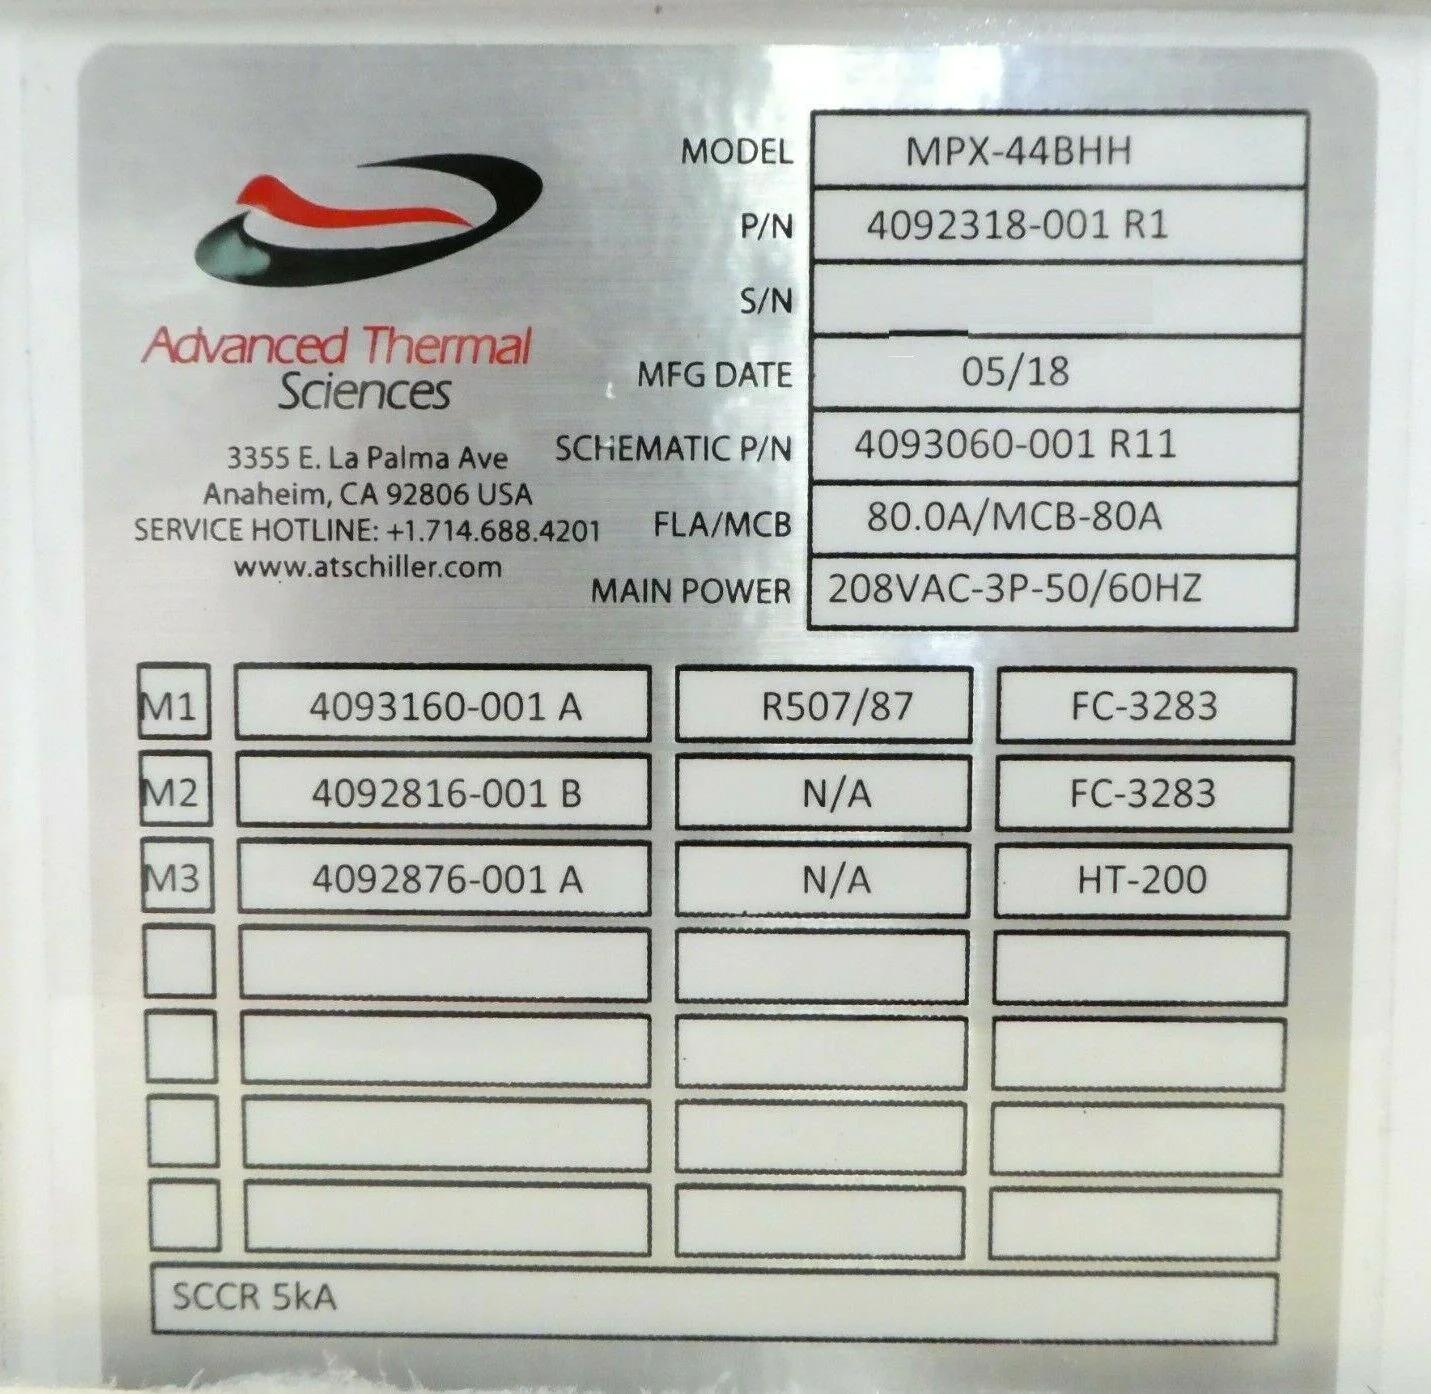 MODEL MPX-44BHH
P/N 4092318-001 R1
S/N
MFG DATE 05/18
SCHEMATIC P/N 4093060-001 R11
FLA/MCB 80.0A/MCB-80A
MAIN POWER 208VAC-3P-50/60HZ
Advanced Thermal
Sciences
3355 E. La Palma Ave
Anaheim, CA 92806 USA
SERVICE HOTLINE: +1.714.688.4201
www.atschiller.com
M1 4093160-001 A R507/87 FC-3283
M2 4092816-001 B N/A FC-3283
M3 4092876-001 A N/A HT-200
SCCR 5kA